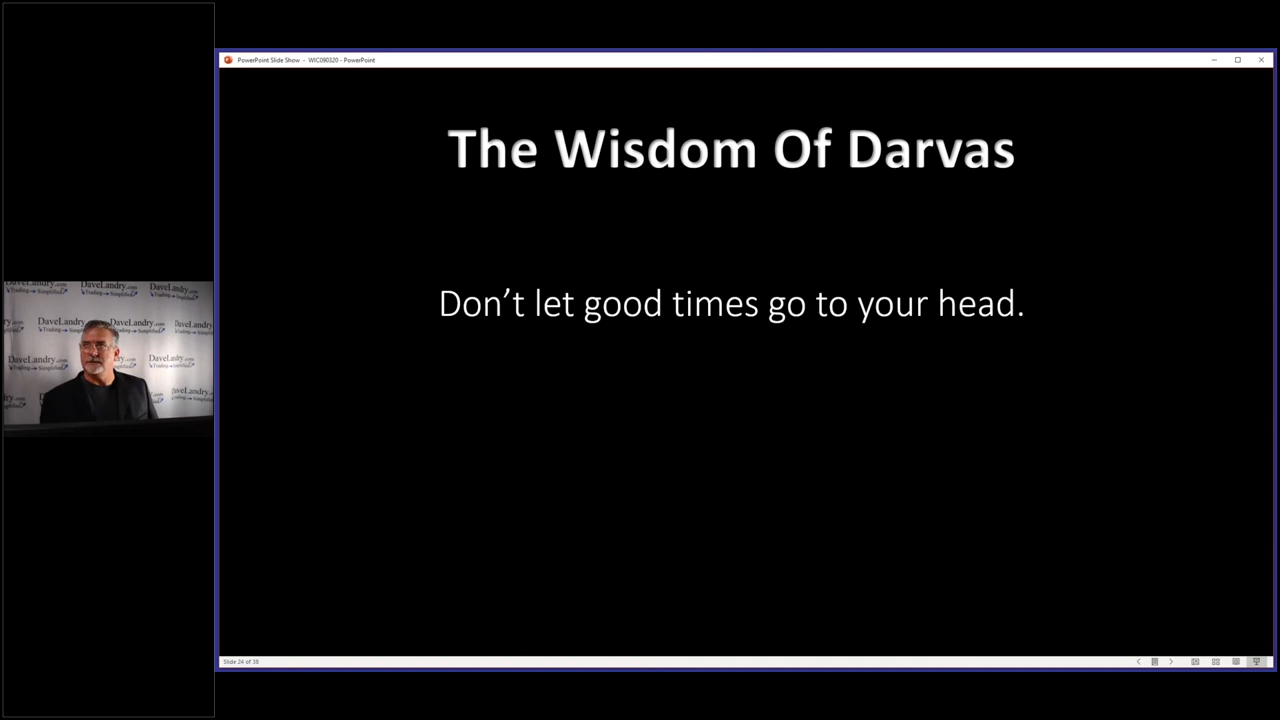 PowerPoint Slide Show - WIC090320 - PowerPoint
The Wisdom Of Darvas
Don't let good times go to your head.
DaveLandry.com
Trading Simplified
Slide 24 of 38